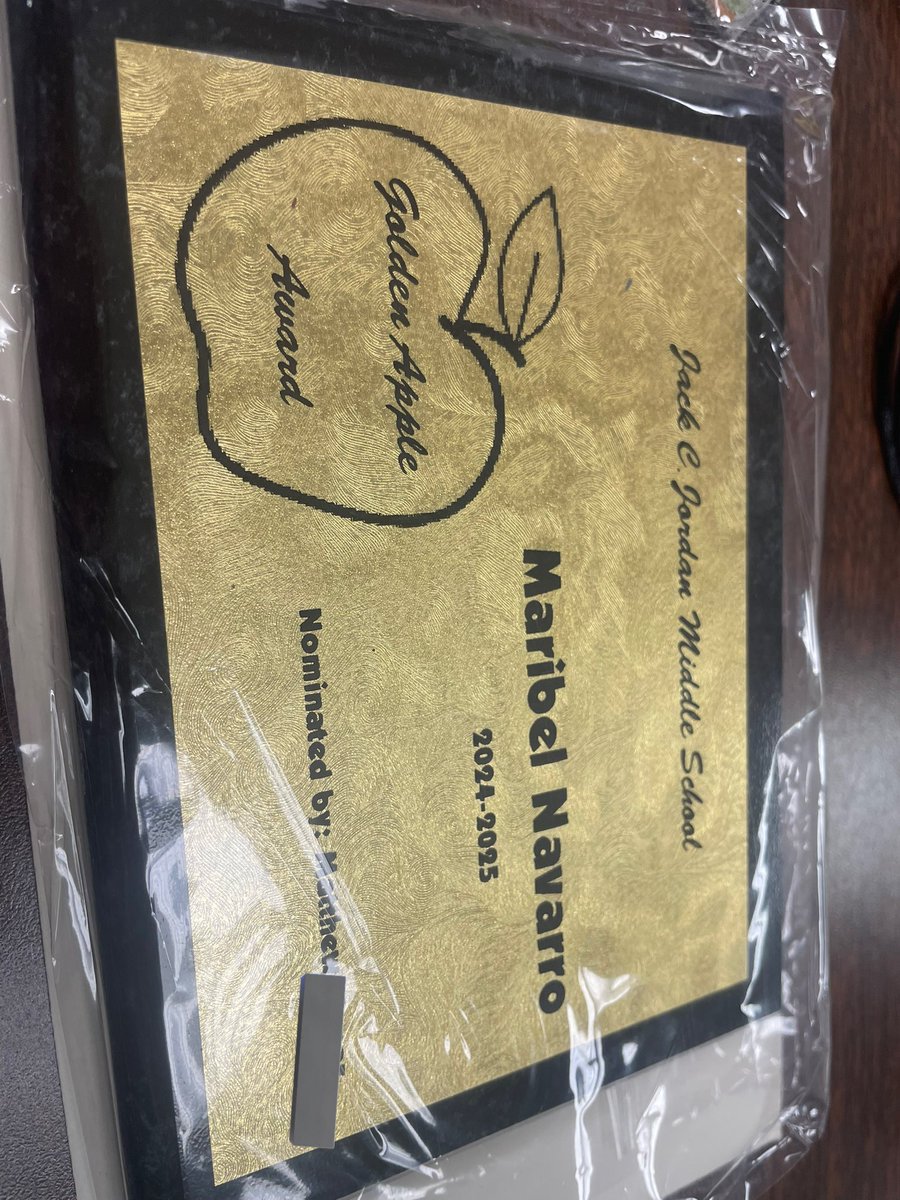 Jack C. Jordan Middle School
Maribel Navarro
2024-2025
Golden Apple
Award
Nominated by: